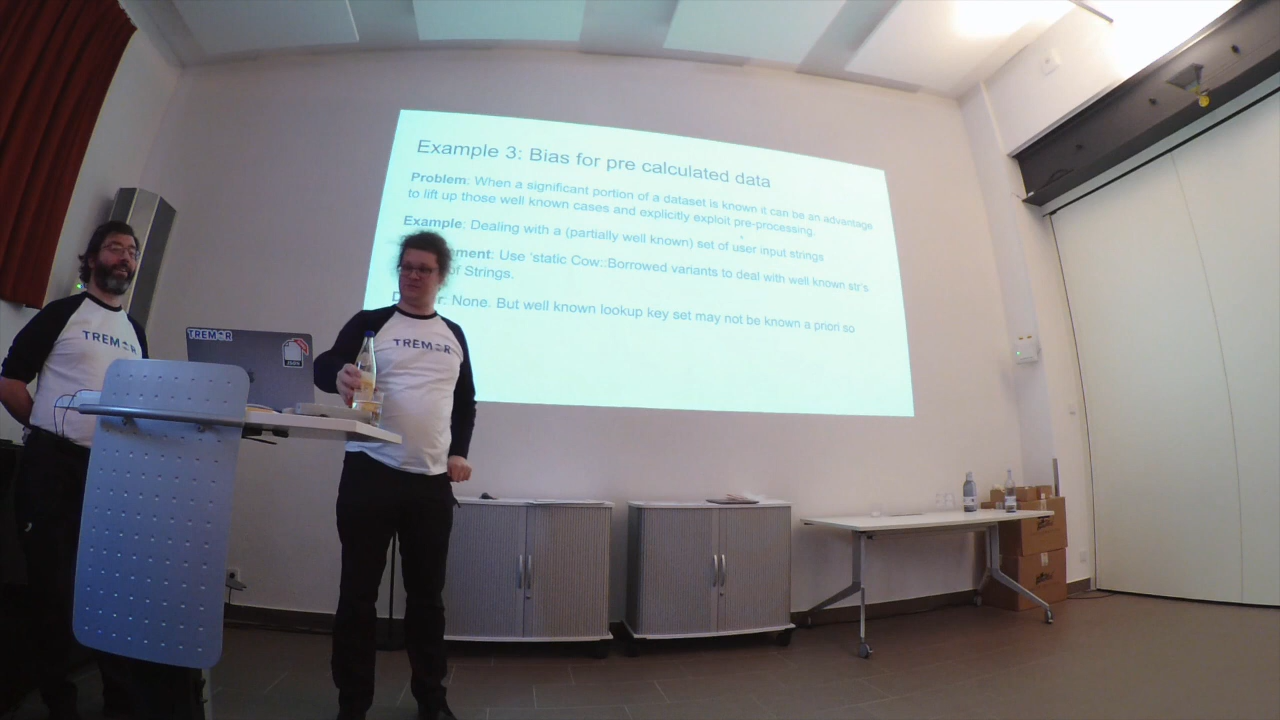 Example 3: Bias for pre calculated data
Problem: When a significant portion of a dataset is known it can be an advantage
to lift up those well known cases and explicitly exploit pre-processing.
Example: Dealing with a (partially well known) set of user input strings
ment: Use 'static Cow::Borrowed variants to deal with well known str's
of Strings.
D r: None. But well known lookup key set may not be known a priori so
TREMOR
JSON
TREMOR
TREMOR